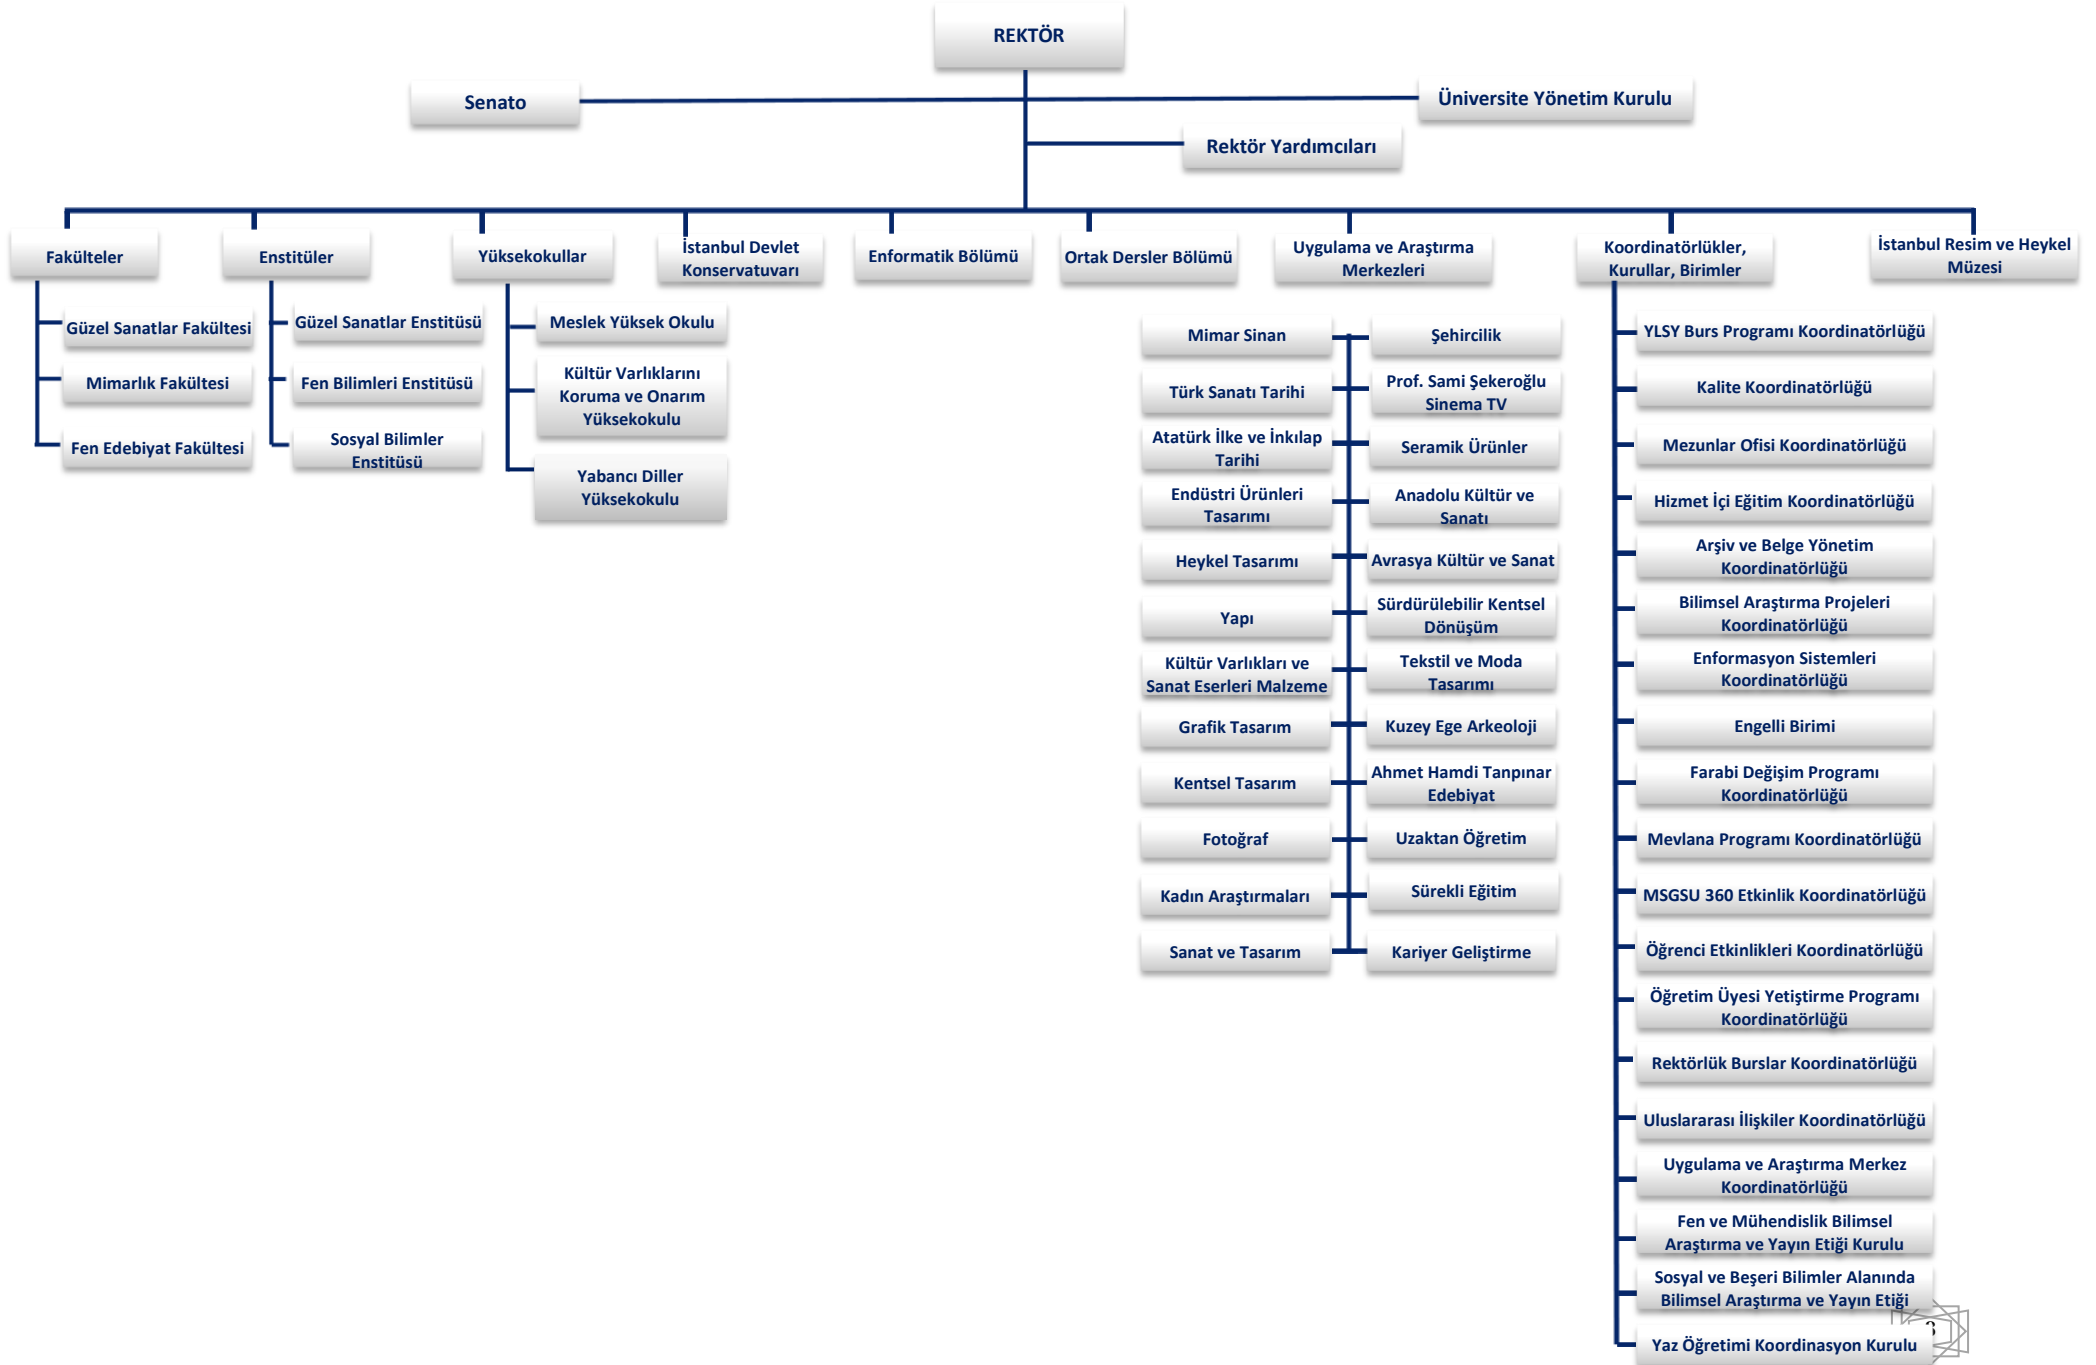 REKTÖR
Senato
Üniversite Yönetim Kurulu
Rektör Yardımcıları
Fakülteler
Enstitüler
Yüksekokullar
İstanbul Devlet
Konservatuvarı
Enformatik Bölümü
Ortak Dersler Bölümü
Uygulama ve Araştırma
Merkezleri
Koordinatörlükler,
Kurullar, Birimler
İstanbul Resim ve Heykel
Müzesi
Güzel Sanatlar Fakültesi
Mimarlık Fakültesi
Fen Edebiyat Fakültesi
Güzel Sanatlar Enstitüsü
Fen Bilimleri Enstitüsü
Sosyal Bilimler
Enstitüsü
Meslek Yüksek Okulu
Kültür Varlıklarını
Koruma ve Onarım
Yüksekokulu
Yabancı Diller
Yüksekokulu
Mimar Sinan
Türk Sanatı Tarihi
Atatürk İlke ve İnkılap
Tarihi
Endüstri Ürünleri
Tasarımı
Heykel Tasarımı
Yapı
Kültür Varlıkları ve
Sanat Eserleri Malzeme
Grafik Tasarım
Kentsel Tasarım
Fotoğraf
Kadın Araştırmaları
Sanat ve Tasarım
Şehircilik
Prof. Sami Şekeroğlu
Sinema TV
Seramik Ürünler
Anadolu Kültür ve
Sanatı
Avrasya Kültür ve Sanat
Sürdürülebilir Kentsel
Dönüşüm
Tekstil ve Moda
Tasarımı
Kuzey Ege Arkeoloji
Ahmet Hamdi Tanpınar
Edebiyat
Uzaktan Öğretim
Sürekli Eğitim
Kariyer Geliştirme
YLSY Burs Programı Koordinatörlüğü
Kalite Koordinatörlüğü
Mezunlar Ofisi Koordinatörlüğü
Hizmet İçi Eğitim Koordinatörlüğü
Arşiv ve Belge Yönetim
Koordinatörlüğü
Bilimsel Araştırma Projeleri
Koordinatörlüğü
Enformasyon Sistemleri
Koordinatörlüğü
Engelli Birimi
Farabi Değişim Programı
Koordinatörlüğü
Mevlana Programı Koordinatörlüğü
MSGSU 360 Etkinlik Koordinatörlüğü
Öğrenci Etkinlikleri Koordinatörlüğü
Öğretim Üyesi Yetiştirme Programı
Koordinatörlüğü
Rektörlük Burslar Koordinatörlüğü
Uluslararası İlişkiler Koordinatörlüğü
Uygulama ve Araştırma Merkez
Koordinatörlüğü
Fen ve Mühendislik Bilimsel
Araştırma ve Yayın Etiği Kurulu
Sosyal ve Beşeri Bilimler Alanında
Bilimsel Araştırma ve Yayın Etiği
Yaz Öğretimi Koordinasyon Kurulu